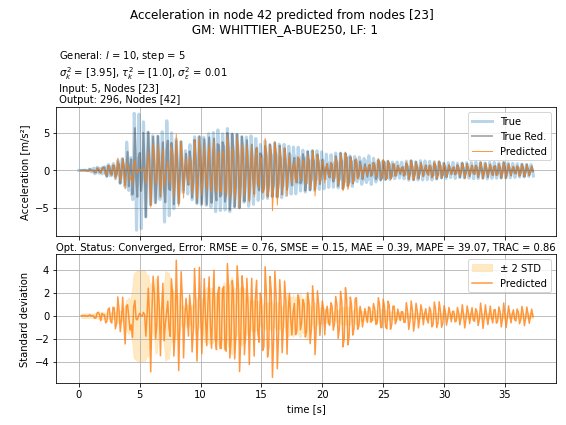 Acceleration in node 42 predicted from nodes [23]
GM: WHITTIER_A-BUE250, LF: 1
General: l = 10, step = 5
σ²ₖ = [3.95], τ²ₖ = [1.0], σ²ε = 0.01
Input: 5, Nodes [23]
Output: 296, Nodes [42]
Acceleration [m/s²]
5
0
−5
True
True Red.
Predicted
Opt. Status: Converged, Error: RMSE = 0.76, SMSE = 0.15, MAE = 0.39, MAPE = 39.07, TRAC = 0.86
Standard deviation
4
2
0
−2
−4
± 2 STD
Predicted
0 5 10 15 20 25 30 35
time [s]